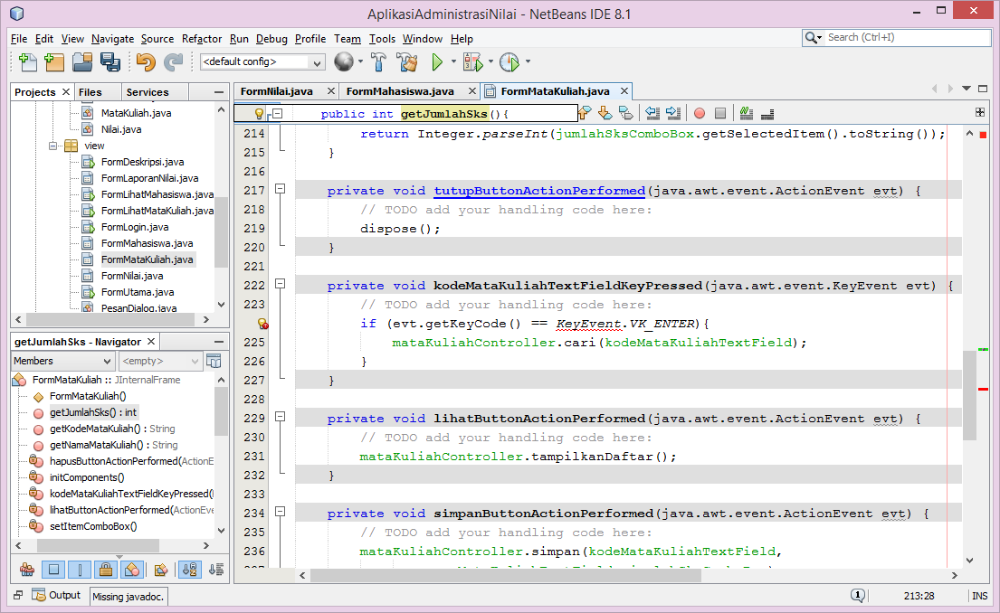 AplikasiAdministrasiNilai - NetBeans IDE 8.1
File Edit View Navigate Source Refactor Run Debug Profile Team Tools Window Help
Search (Ctrl+I)
<default config>
Projects
Files
Services
MataKuliah.java
Nilai.java
view
FormDeskripsi.java
FormLaporanNilai.java
FormLihatMahasiswa.java
FormLihatMataKuliah.java
FormLogin.java
FormMahasiswa.java
FormMataKuliah.java
FormNilai.java
FormUtama.java
PesanDialog.java
getJumlahSks - Navigator
Members
<empty>
FormMataKuliah :: JInternalFrame
FormMataKuliah()
getJumlahSks() : int
getKodeMataKuliah() : String
getNamaMataKuliah() : String
hapusButtonActionPerformed(ActionE
initComponents()
kodeMataKuliahTextFieldKeyPressed(
lihatButtonActionPerformed(ActionEve
setItemComboBox()
FormNilai.java
FormMahasiswa.java
FormMataKuliah.java
public int getJumlahSks(){
214 return Integer.parseInt(jumlahSksComboBox.getSelectedItem().toString());
215 }
216
217 private void tutupButtonActionPerformed(java.awt.event.ActionEvent evt) {
218 // TODO add your handling code here:
219 dispose();
220 }
221
222 private void kodeMataKuliahTextFieldKeyPressed(java.awt.event.KeyEvent evt) {
223 // TODO add your handling code here:
if (evt.getKeyCode() == KeyEvent.VK_ENTER){
225 mataKuliahController.cari(kodeMataKuliahTextField);
226 }
227 }
228
229 private void lihatButtonActionPerformed(java.awt.event.ActionEvent evt) {
230 // TODO add your handling code here:
231 mataKuliahController.tampilkanDaftar();
232 }
233
234 private void simpanButtonActionPerformed(java.awt.event.ActionEvent evt) {
235 // TODO add your handling code here:
236 mataKuliahController.simpan(kodeMataKuliahTextField,
Output
Missing javadoc.
1
213:28
INS